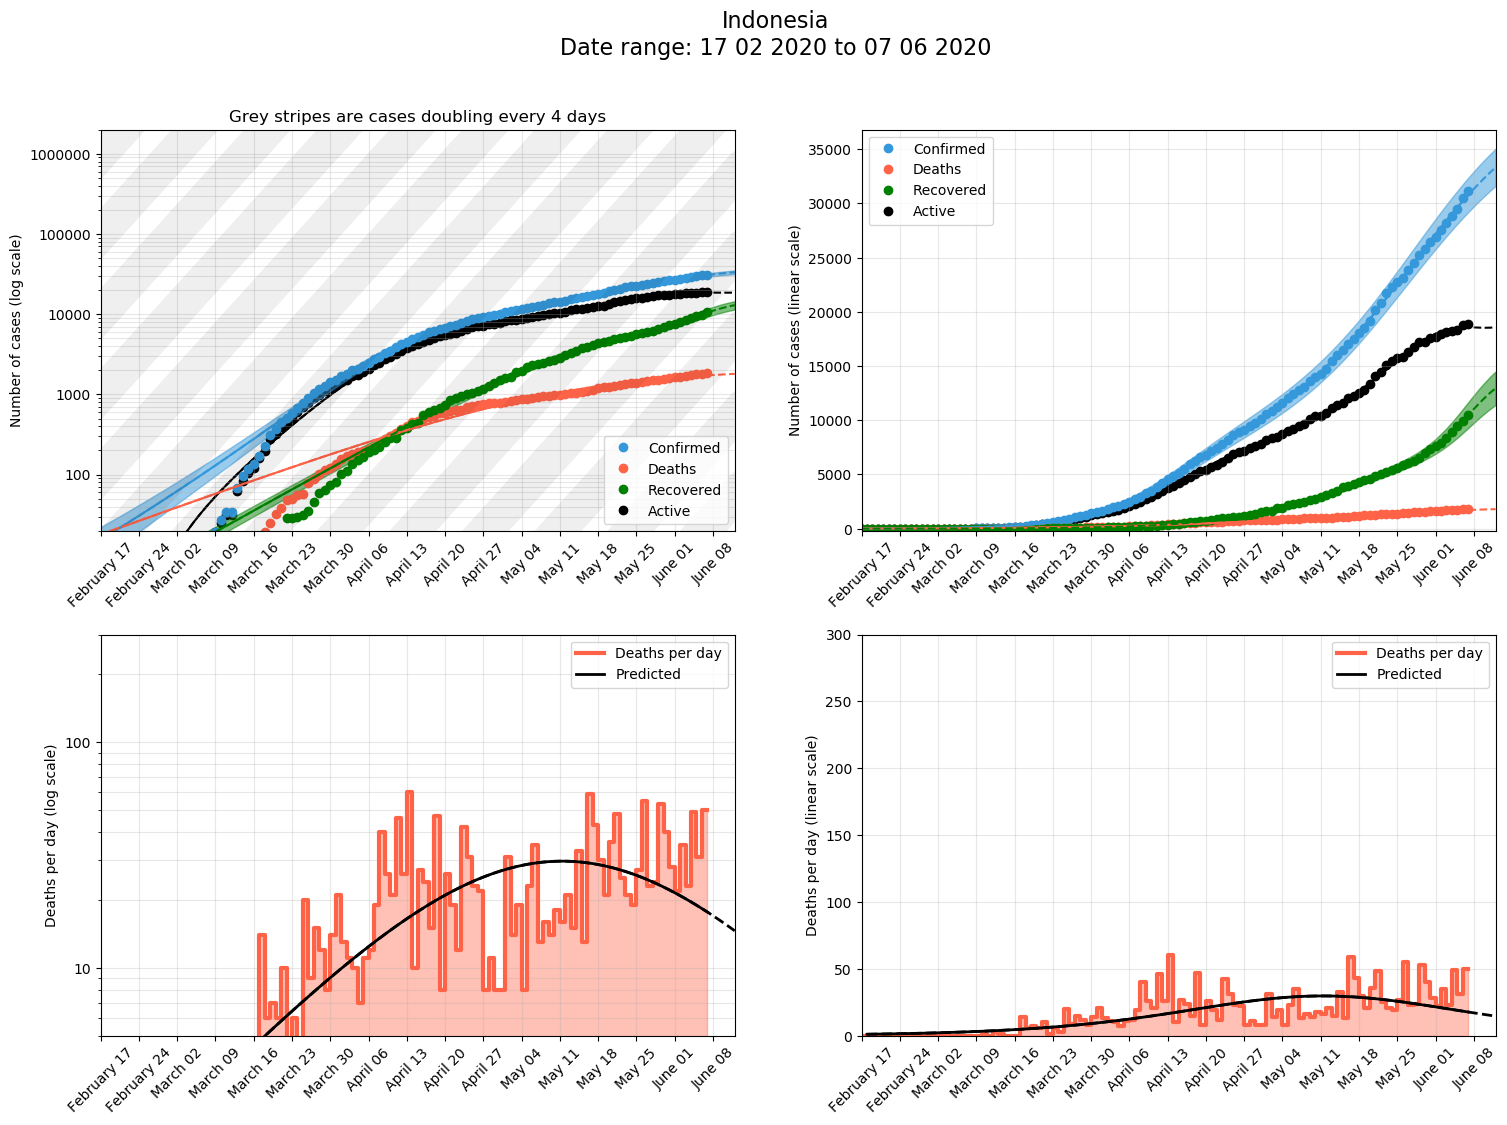 Indonesia
Date range: 17 02 2020 to 07 06 2020
Grey stripes are cases doubling every 4 days
Number of cases (log scale)
1000000
100000
10000
1000
100
Confirmed
Deaths
Recovered
Active
February 17
February 24
March 02
March 09
March 16
March 23
March 30
April 06
April 13
April 20
April 27
May 04
May 11
May 18
May 25
June 01
June 08
Number of cases (linear scale)
35000
30000
25000
20000
15000
10000
5000
0
Confirmed
Deaths
Recovered
Active
February 17
February 24
March 02
March 09
March 16
March 23
March 30
April 06
April 13
April 20
April 27
May 04
May 11
May 18
May 25
June 01
June 08
Deaths per day (log scale)
100
10
Deaths per day
Predicted
February 17
February 24
March 02
March 09
March 16
March 23
March 30
April 06
April 13
April 20
April 27
May 04
May 11
May 18
May 25
June 01
June 08
Deaths per day (linear scale)
300
250
200
150
100
50
0
Deaths per day
Predicted
February 17
February 24
March 02
March 09
March 16
March 23
March 30
April 06
April 13
April 20
April 27
May 04
May 11
May 18
May 25
June 01
June 08